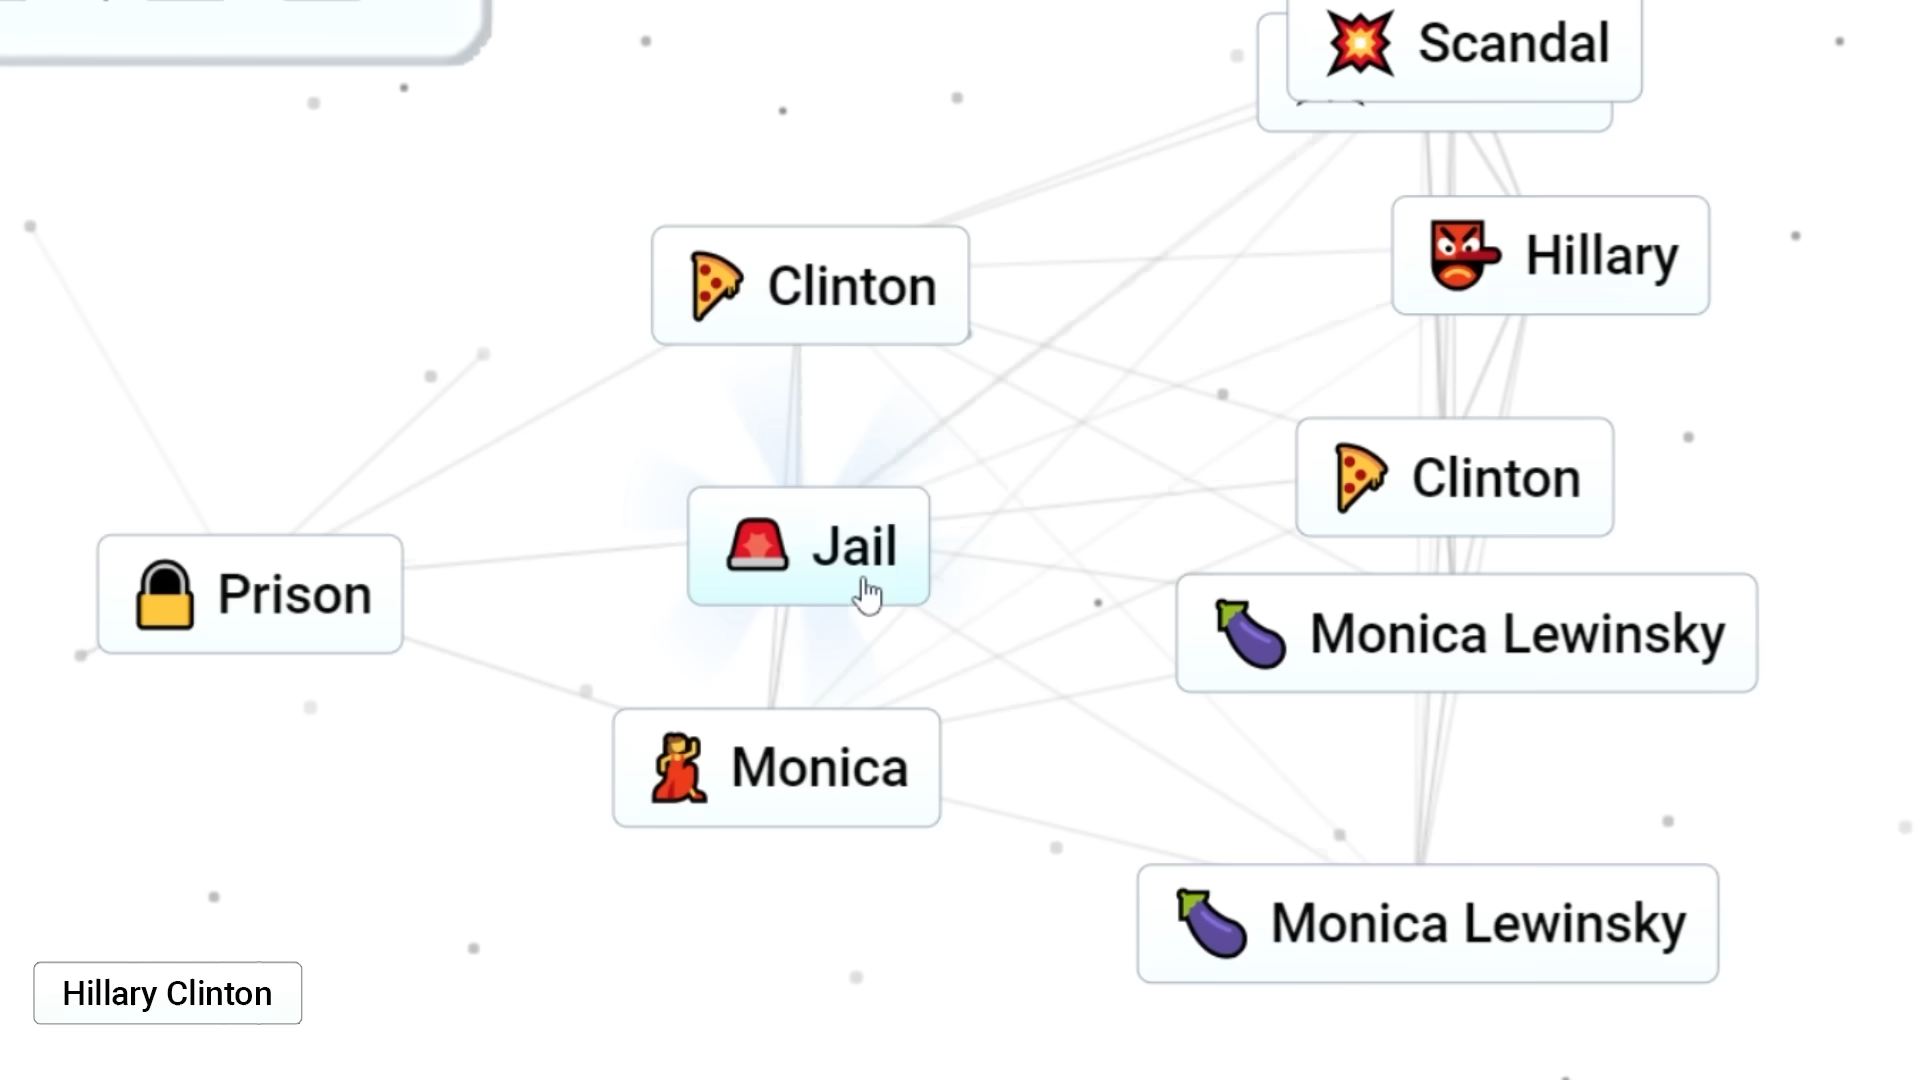 Scandal
Hillary
Clinton
Clinton
Jail
Prison
Monica Lewinsky
Monica
Monica Lewinsky
Hillary Clinton